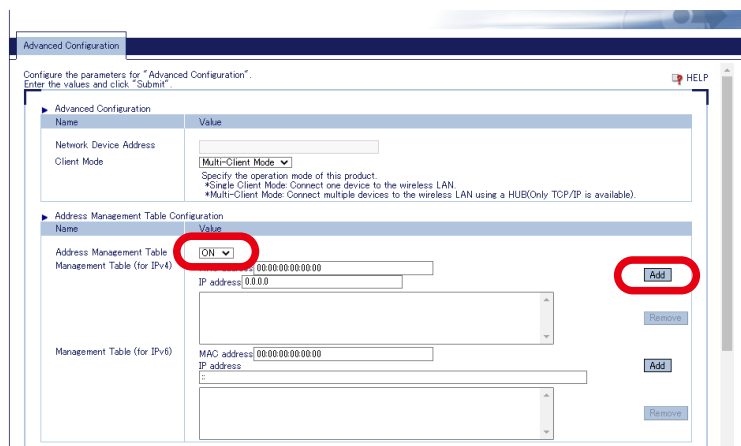 Advanced Configuration
Configure the parameters for "Advanced Configuration".
Enter the values and click "Submit".
HELP
Advanced Configuration
Name Value
Network Device Address
Client Mode Multi-Client Mode
Specify the operation mode of this product.
*Single Client Mode: Connect one device to the wireless LAN.
*Multi-Client Mode: Connect multiple devices to the wireless LAN using a HUB(Only TCP/IP is available).
Address Management Table Configuration
Name Value
Address Management Table ON
Management Table (for IPv4) address 00:00:00:00:00:00
IP address 0.0.0.0
Add
Remove
Management Table (for IPv6) MAC address 00:00:00:00:00:00
IP address
::
Add
Remove